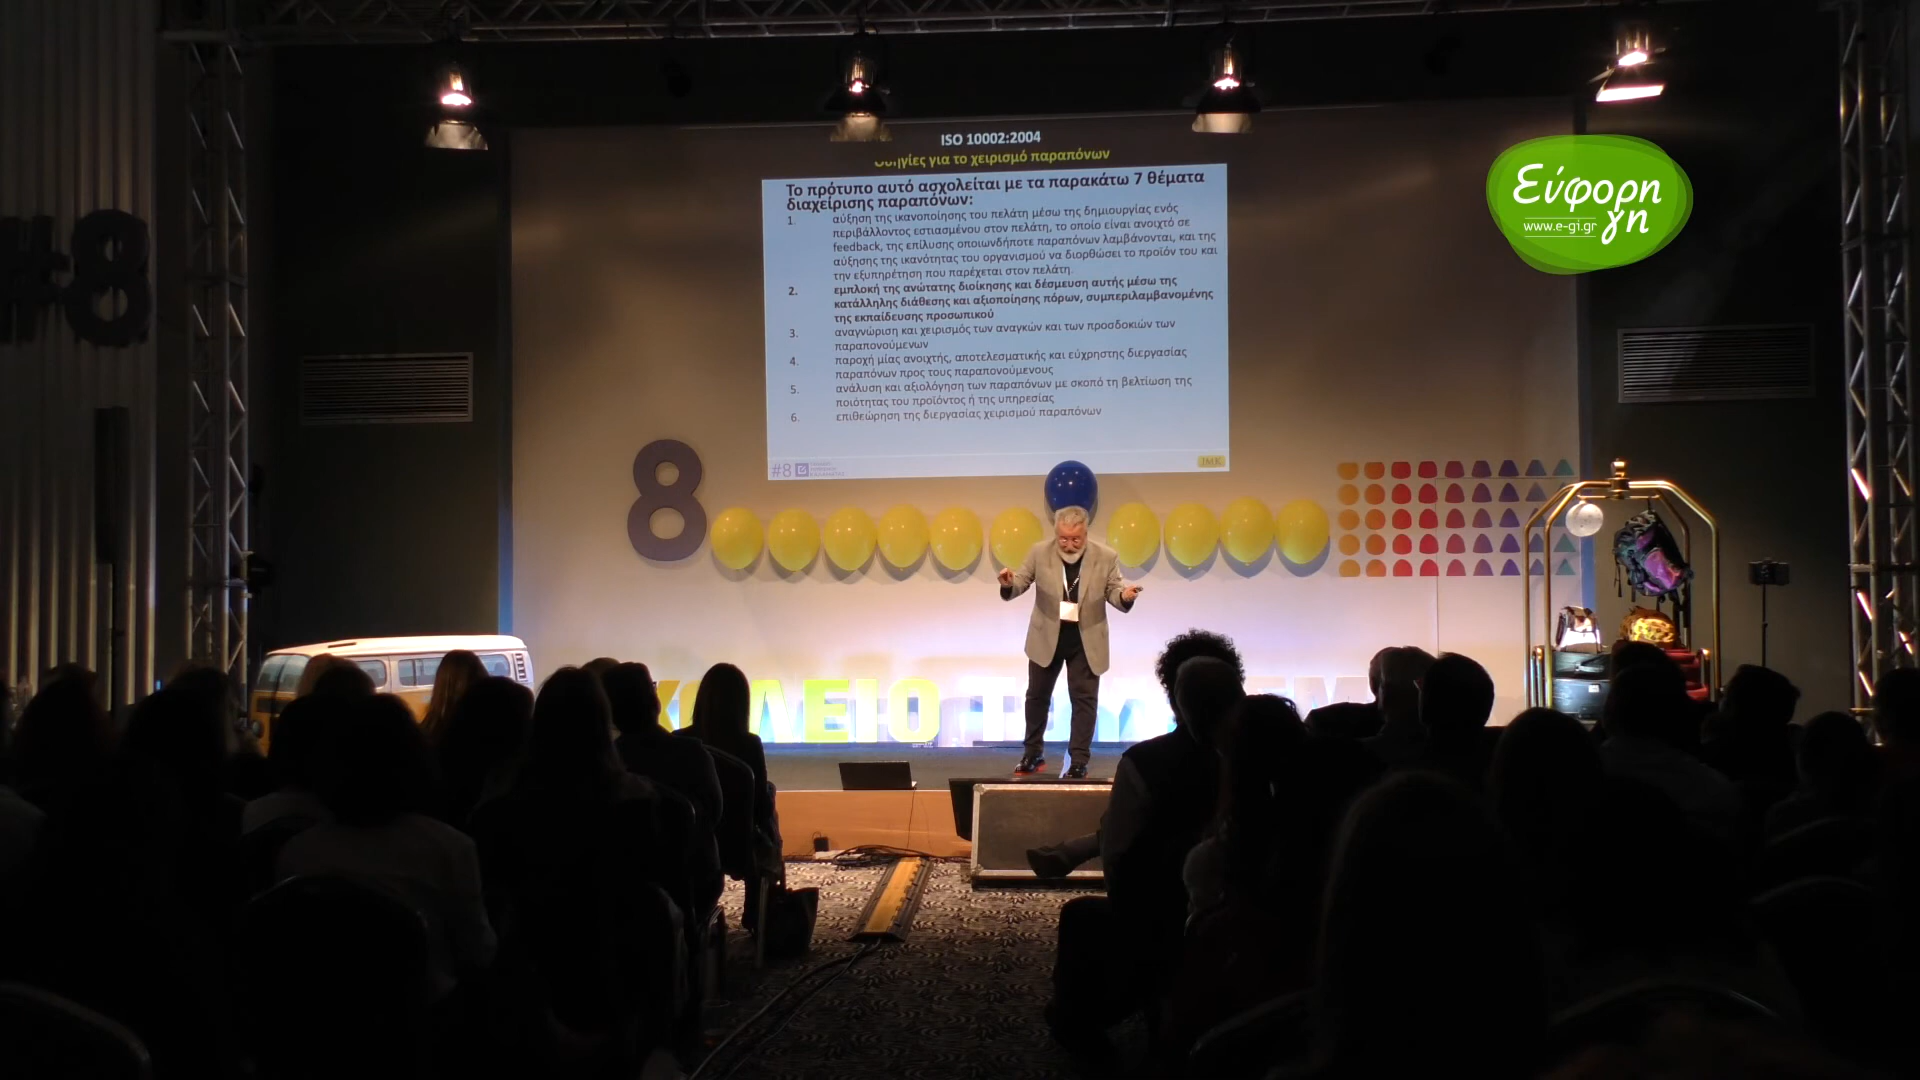 ISO 10002:2004
Οδηγίες για το χειρισμό παραπόνων
Το πρότυπο αυτό ασχολείται με τα παρακάτω 7 θέματα
διαχείρισης παραπόνων:
1. αύξηση της ικανοποίησης του πελάτη μέσω της δημιουργίας ενός
περιβάλλοντος εστιασμένου στον πελάτη, το οποίο είναι ανοιχτό σε
feedback, της επίλυσης οποιωνδήποτε παραπόνων λαμβάνονται, και της
αύξησης της ικανότητας του οργανισμού να διορθώσει το προϊόν του και
την εξυπηρέτηση που παρέχεται στον πελάτη.
2. εμπλοκή της ανώτατης διοίκησης και δέσμευση αυτής μέσω της
κατάλληλης διάθεσης και αξιοποίησης πόρων, συμπεριλαμβανομένης
της εκπαίδευσης προσωπικού
3. αναγνώριση και χειρισμός των αναγκών και των προσδοκιών των
παραπονούμενων
4. παροχή μίας ανοιχτής, αποτελεσματικής και εύχρηστης διεργασίας
παραπόνων προς τους παραπονούμενους
5. ανάλυση και αξιολόγηση των παραπόνων με σκοπό τη βελτίωση της
ποιότητας του προϊόντος ή της υπηρεσίας
6. επιθεώρηση της διεργασίας χειρισμού παραπόνων
#8
JMK
Εύφορη
γη
www.e-gi.gr
#8
8
ΧΟΛΕΙΟ ΤΟΥ